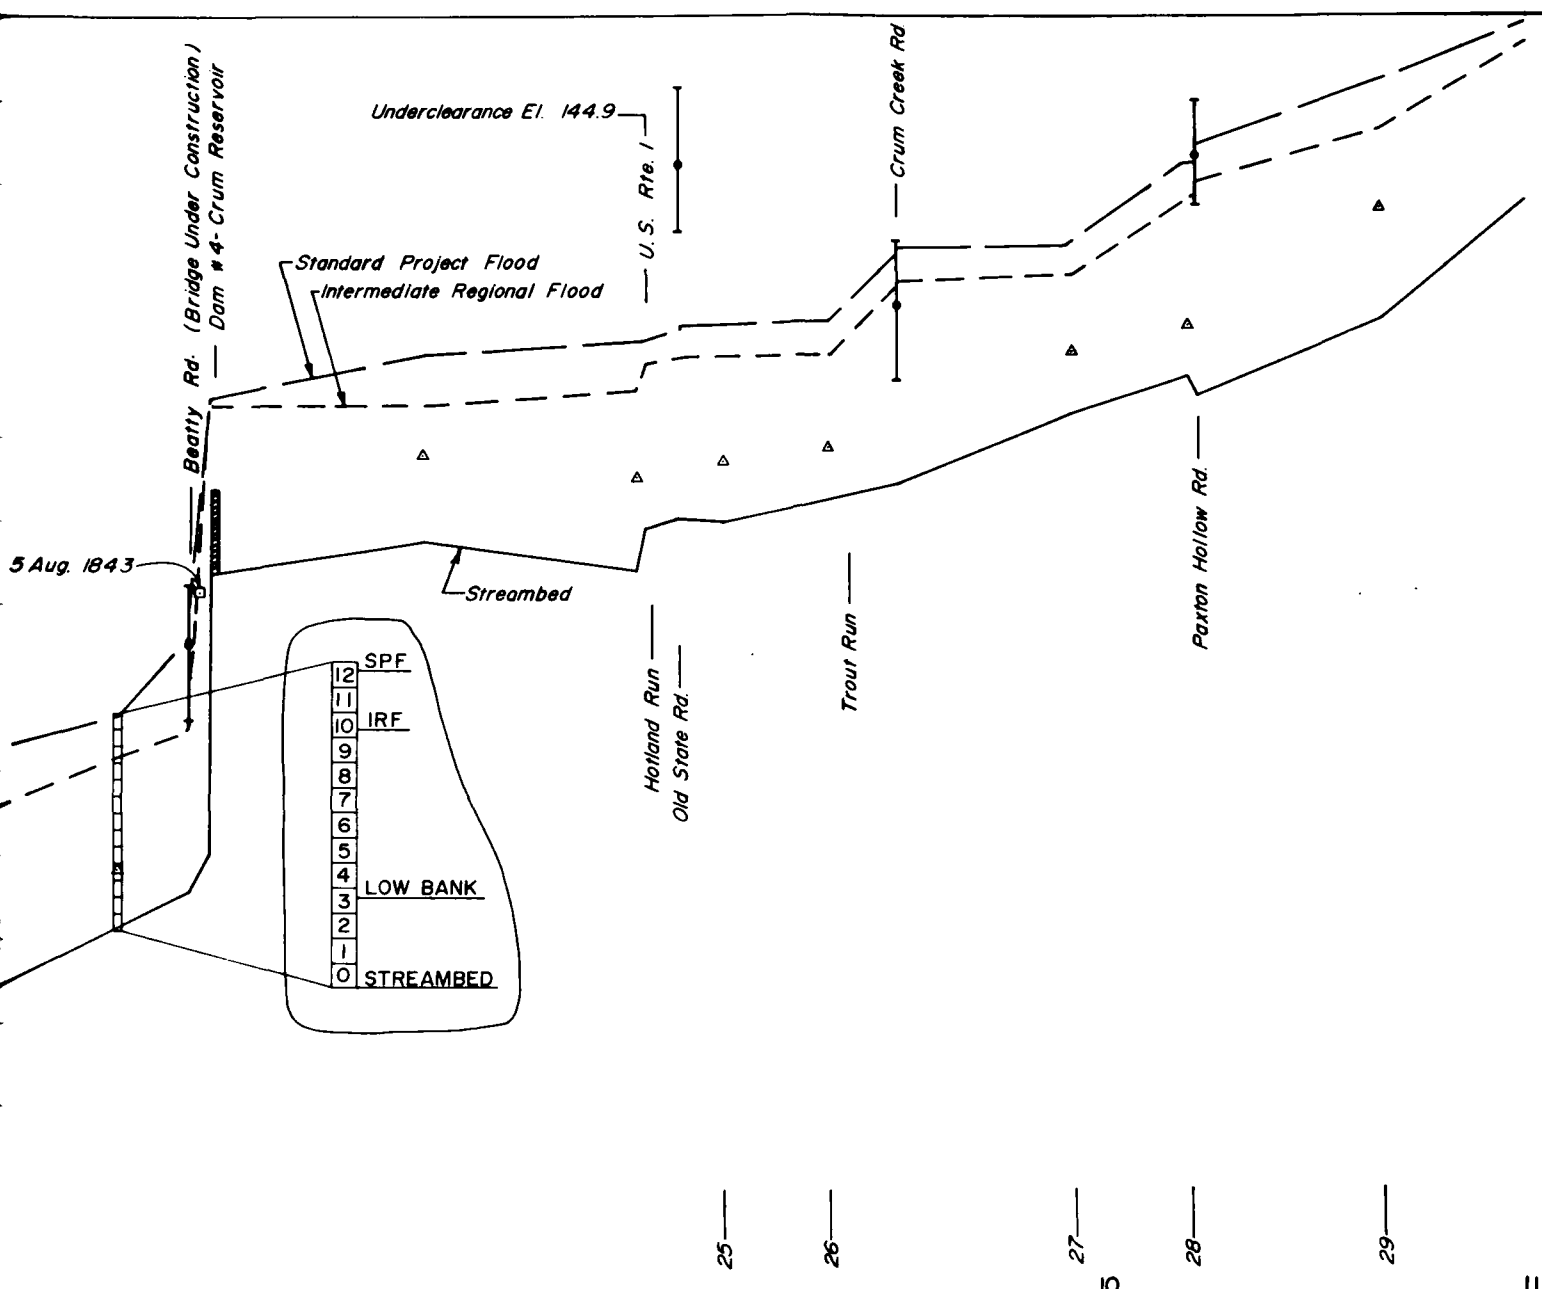 Beatty Rd. (Bridge Under Construction)
Dam #4- Crum Reservoir
Underclearance El. 144.9
U.S. Rte. 1
Crum Creek Rd
Standard Project Flood
Intermediate Regional Flood
5 Aug. 1843
Streambed
Hotland Run
Old State Rd.
Trout Run
Paxton Hollow Rd.
12 SPF
11
10 IRF
9
8
7
6
5
4
LOW BANK
3
2
1
0 STREAMBED
25
26
27
28
29
5